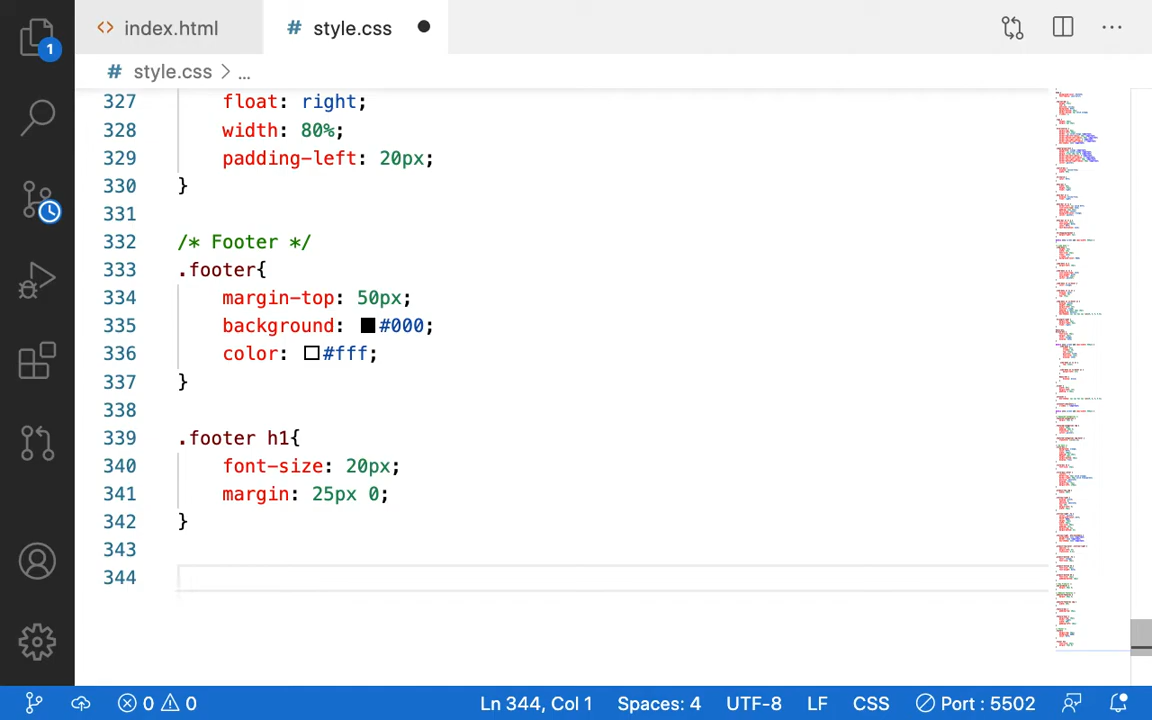 index.html
style.css
1
style.css > ...
327 float: right;
328 width: 80%;
329 padding-left: 20px;
330 }
331
332 /* Footer */
333 .footer{
334 margin-top: 50px;
335 background: #000;
336 color: #fff;
337 }
338
339 .footer h1{
340 font-size: 20px;
341 margin: 25px 0;
342 }
343
344
0 0 Ln 344, Col 1 Spaces: 4 UTF-8 LF CSS Port : 5502